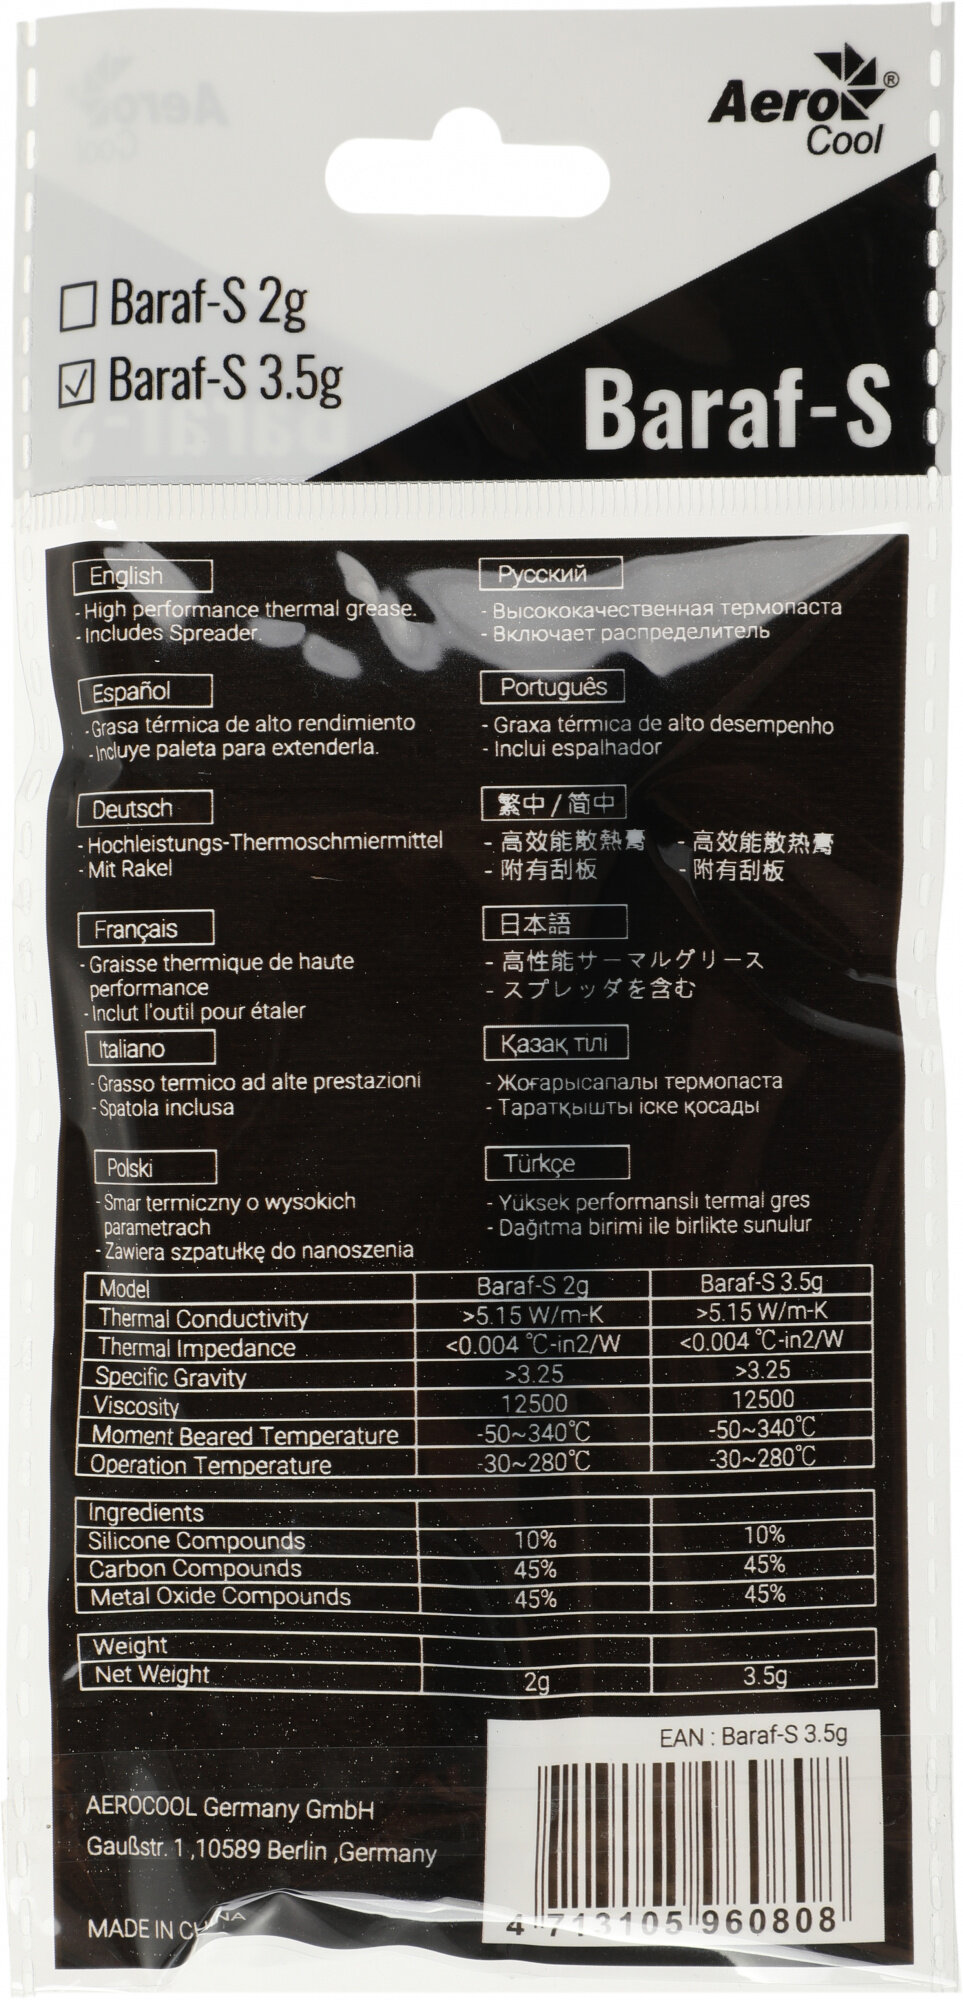 Aero®
Cool
Baraf-S 2g
Baraf-S 3.5g
Baraf-S
English
- High performance thermal grease.
- Includes Spreader.
Русский
- Высококачественная термопаста
- Включает распределитель
Español
- Grasa térmica de alto rendimiento
- Incluye paleta para extenderla.
Português
- Graxa térmica de alto desempenho
- Inclui espalhador
Deutsch
- Hochleistungs-Thermoschmiermittel
- Mit Rakel
繁中 / 简中
- 高效能散熱膏 - 高效能散热膏
- 附有刮板 - 附有刮板
Français
- Graisse thermique de haute
performance
- Inclut l'outil pour étaler
日本語
- 高性能サーマルグリース
- スプレッダを含む
Italiano
- Grasso termico ad alte prestazioni
- Spatola inclusa
Қазақ тілі
- Жоғарысапалы термопаста
- Таратқышты іске қосады
Polski
- Smar termiczny o wysokich
parametrach
- Zawiera szpatułkę do nanoszenia
Türkçe
- Yüksek performanslı termal gres
- Dağıtma birimi ile birlikte sunulur
Model Baraf-S 2g Baraf-S 3.5g
Thermal Conductivity >5.15 W/m-K >5.15 W/m-K
Thermal Impedance <0.004 ℃-in2/W <0.004 ℃-in2/W
Specific Gravity >3.25 >3.25
Viscosity 12500 12500
Moment Beared Temperature -50~340℃ -50~340℃
Operation Temperature -30~280℃ -30~280℃
Ingredients
Silicone Compounds 10% 10%
Carbon Compounds 45% 45%
Metal Oxide Compounds 45% 45%
Weight
Net Weight 2g 3.5g
EAN : Baraf-S 3.5g
4 713105 960808
AEROCOOL Germany GmbH
Gaußstr. 1 ,10589 Berlin ,Germany
MADE IN CHINA